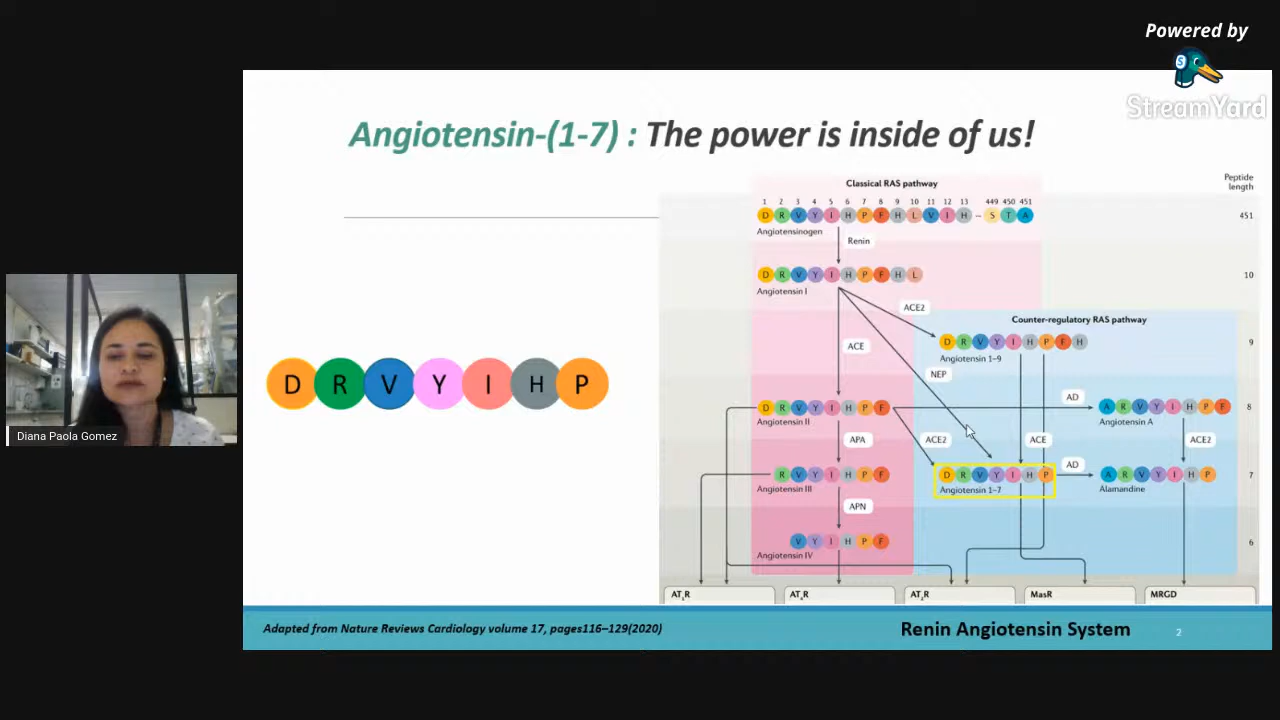 Powered by
StreamYard
Angiotensin-(1-7) : The power is inside of us!
Classical RAS pathway
Peptide
length
1 2 3 4 5 6 7 8 9 10 11 12 13 449 450 451
D R V Y I H P F H L V I H -- S T A
451
Angiotensinogen
Renin
D R V Y I H P F H L
10
Angiotensin I
ACE2
Counter-regulatory RAS pathway
ACE
D R V Y I H P F H
9
Angiotensin 1-9
NEP
D R V Y I H P
Diana Paola Gomez
AD
D R V Y I H P F
A R V Y I H P F
8
Angiotensin II
Angiotensin A
APA
ACE2
ACE
ACE2
AD
R V Y I H P F
D R V Y I H P
A R V Y I H P
7
Angiotensin III
Angiotensin 1-7
Alamandine
APN
V Y I H P F
6
Angiotensin IV
AT₁R
AT₄R
AT₂R
MasR
MRGD
Adapted from Nature Reviews Cardiology volume 17, pages116–129(2020)
Renin Angiotensin System
2